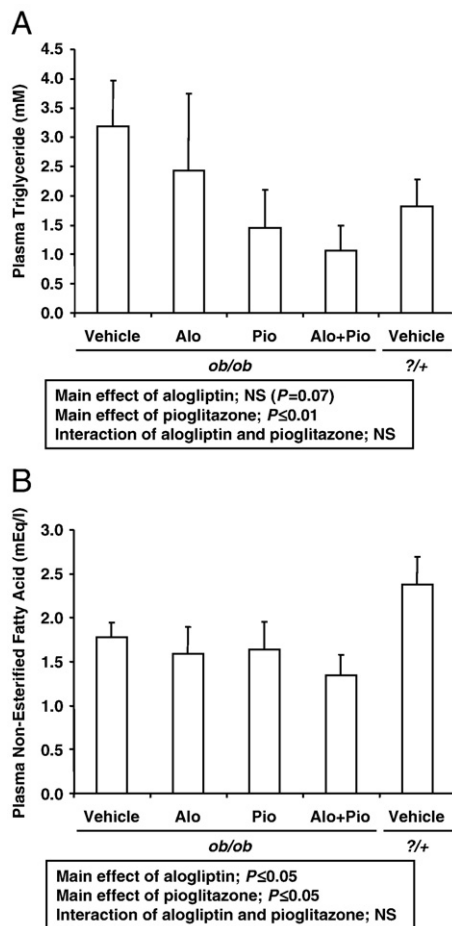 A
Plasma Triglyceride (mM)
4.5
4.0
3.5
3.0
2.5
2.0
1.5
1.0
0.5
0.0
Vehicle Alo Pio Alo+Pio Vehicle
ob/ob ?/+
Main effect of alogliptin; NS (P=0.07)
Main effect of pioglitazone; P≤0.01
Interaction of alogliptin and pioglitazone; NS
B
Plasma Non-Esterified Fatty Acid (mEq/l)
3.0
2.5
2.0
1.5
1.0
0.5
0.0
Vehicle Alo Pio Alo+Pio Vehicle
ob/ob ?/+
Main effect of alogliptin; P≤0.05
Main effect of pioglitazone; P≤0.05
Interaction of alogliptin and pioglitazone; NS